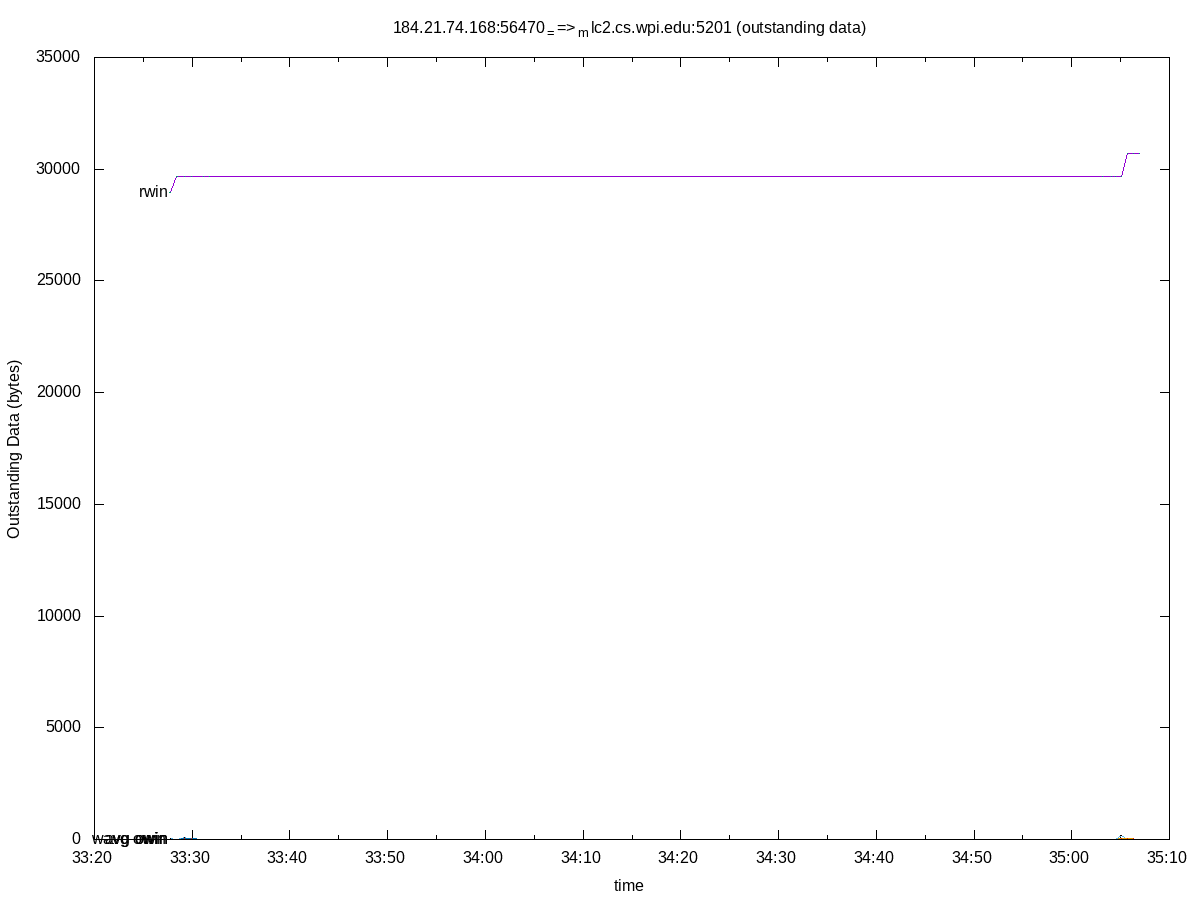 184.21.74.168:56470 = => m lc2.cs.wpi.edu:5201 (outstanding data)
35000
30000
rwin
25000
20000
Outstanding Data (bytes)
15000
10000
5000
0
33:20 33:30 33:40 33:50 34:00 34:10 34:20 34:30 34:40 34:50 35:00 35:10
time